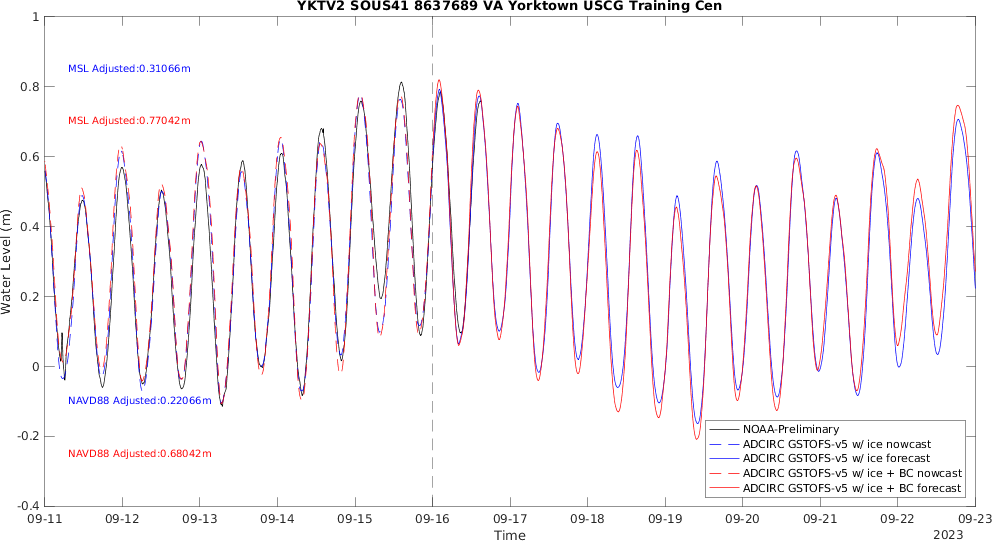 YKTV2 SOUS41 8637689 VA Yorktown USCG Training Cen
1
0.8
0.6
0.4
0.2
0
-0.2
-0.4
Water Level (m)
MSL Adjusted:0.31066m
MSL Adjusted:0.77042m
NAVD88 Adjusted:0.22066m
NAVD88 Adjusted:0.68042m
NOAA-Preliminary
ADCIRC GSTOFS-v5 w/ ice nowcast
ADCIRC GSTOFS-v5 w/ ice forecast
ADCIRC GSTOFS-v5 w/ ice + BC nowcast
ADCIRC GSTOFS-v5 w/ ice + BC forecast
09-11 09-12 09-13 09-14 09-15 09-16 09-17 09-18 09-19 09-20 09-21 09-22 09-23
Time
2023